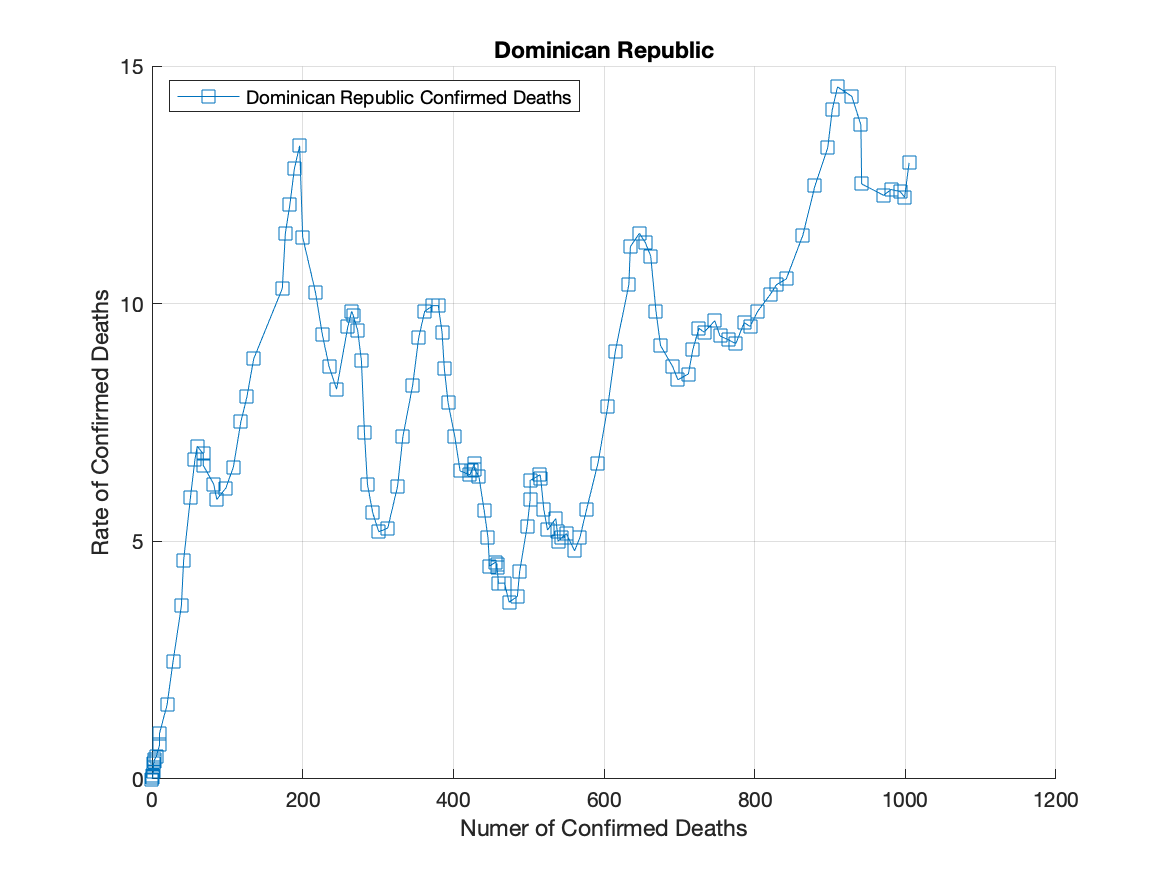 Dominican Republic
Dominican Republic Confirmed Deaths
Rate of Confirmed Deaths
15
10
5
0
0 200 400 600 800 1000 1200
Numer of Confirmed Deaths